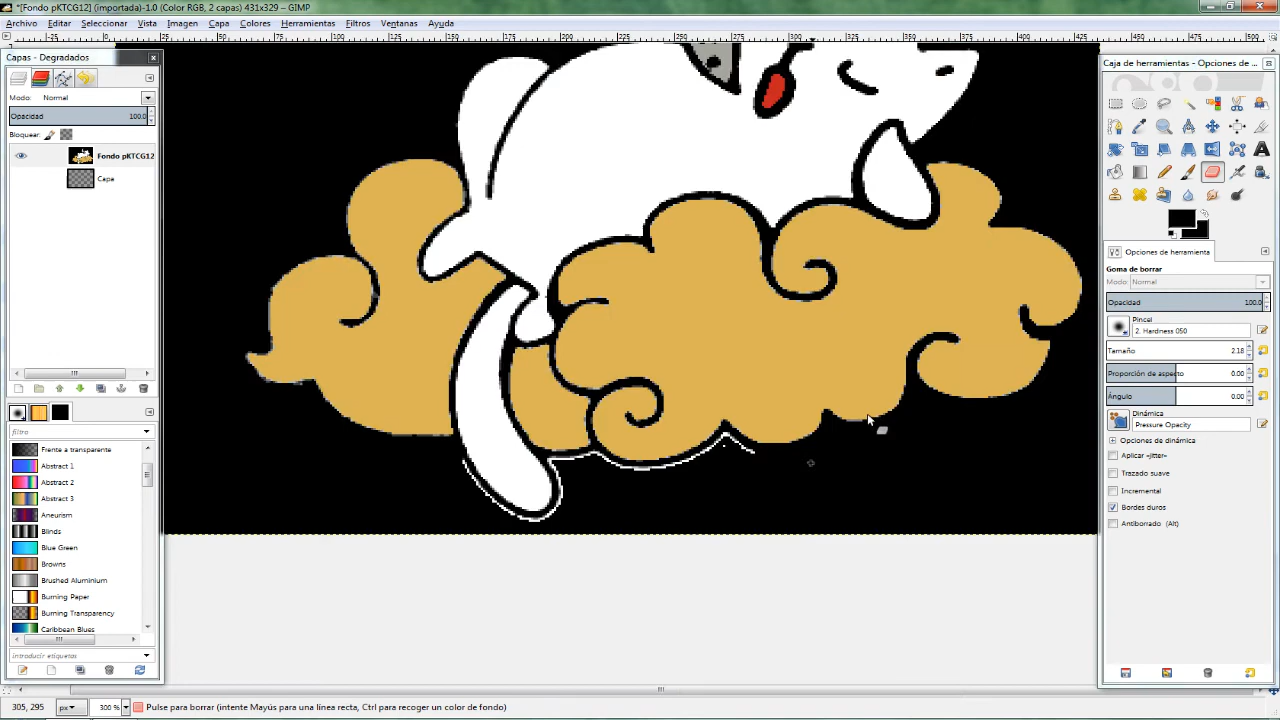 *[Fondo pKTCG12] (importada)-1.0 (Color RGB, 2 capas) 431x329 – GIMP
Archivo Editar Seleccionar Vista Imagen Capa Colores Herramientas Filtros Ventanas Ayuda
Capas - Degradados
Modo: Normal
Opacidad 100.0
Bloquear:
Fondo pKTCG12
Capa
filtro
Frente a transparente
Abstract 1
Abstract 2
Abstract 3
Aneurism
Blinds
Blue Green
Browns
Brushed Aluminium
Burning Paper
Burning Transparency
Caribbean Blues
introducir etiquetas
Caja de herramientas - Opciones de ...
Opciones de herramienta
Goma de borrar
Modo: Normal
Opacidad 100.0
Pincel
2. Hardness 050
Tamaño 2.18
Proporción de aspecto 0.00
Ángulo 0.00
Dinámica
Pressure Opacity
Opciones de dinámica
Aplicar «jitter»
Trazado suave
Incremental
Bordes duros
Antiborrado (Alt)
305, 295 px 300 % Pulse para borrar (intente Mayús para una línea recta, Ctrl para recoger un color de fondo)